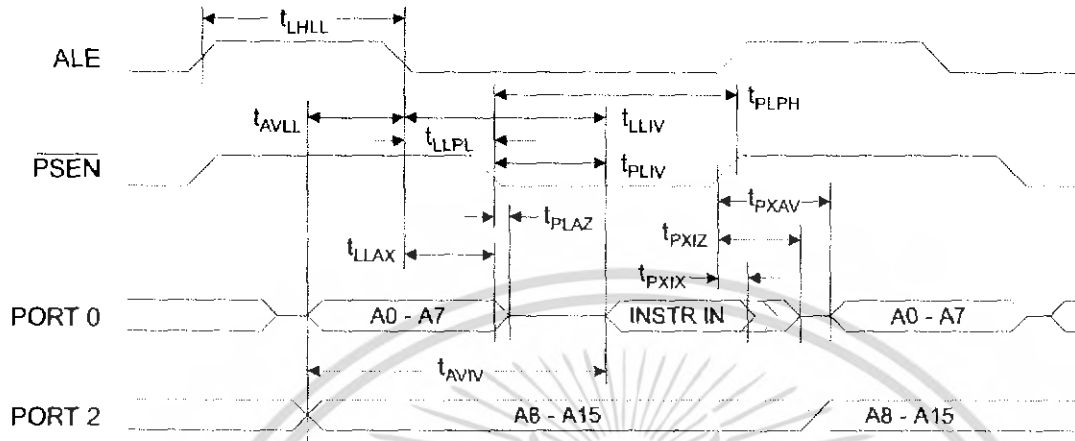 tLHLL
ALE
tPLPH
tAVLL
tLLIV
tLLPL
PSEN
tPLIV
tPXAV
tPLAZ
tPXIZ
tLLAX
tPXIX
PORT 0
A0 - A7
INSTR IN
A0 - A7
tAVIV
PORT 2
A8 - A15
A8 - A15